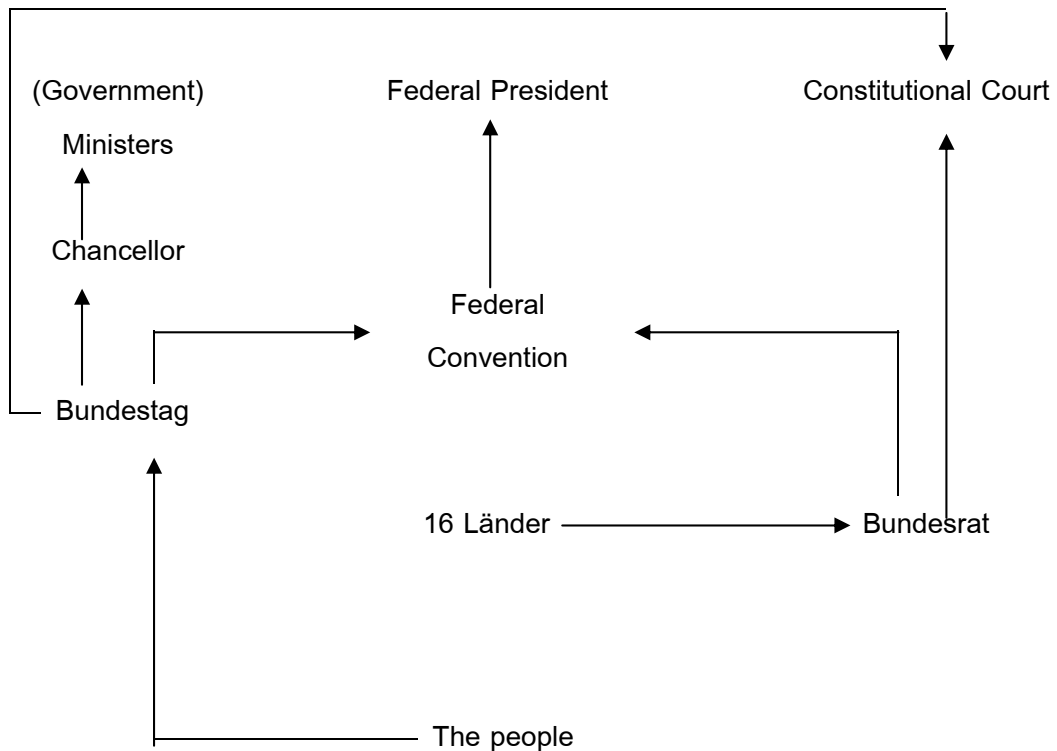 (Government)
Federal President
Constitutional Court
Ministers
Chancellor
Federal
Convention
Bundestag
16 Länder
Bundesrat
The people